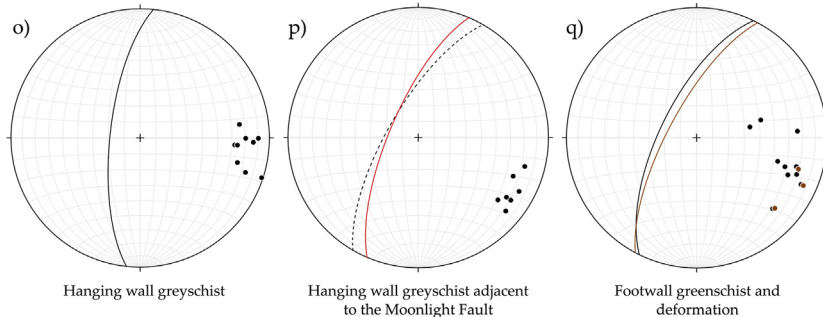 o)
p)
q)
Hanging wall greyschist
Hanging wall greyschist adjacent
to the Moonlight Fault
Footwall greenschist and
deformation